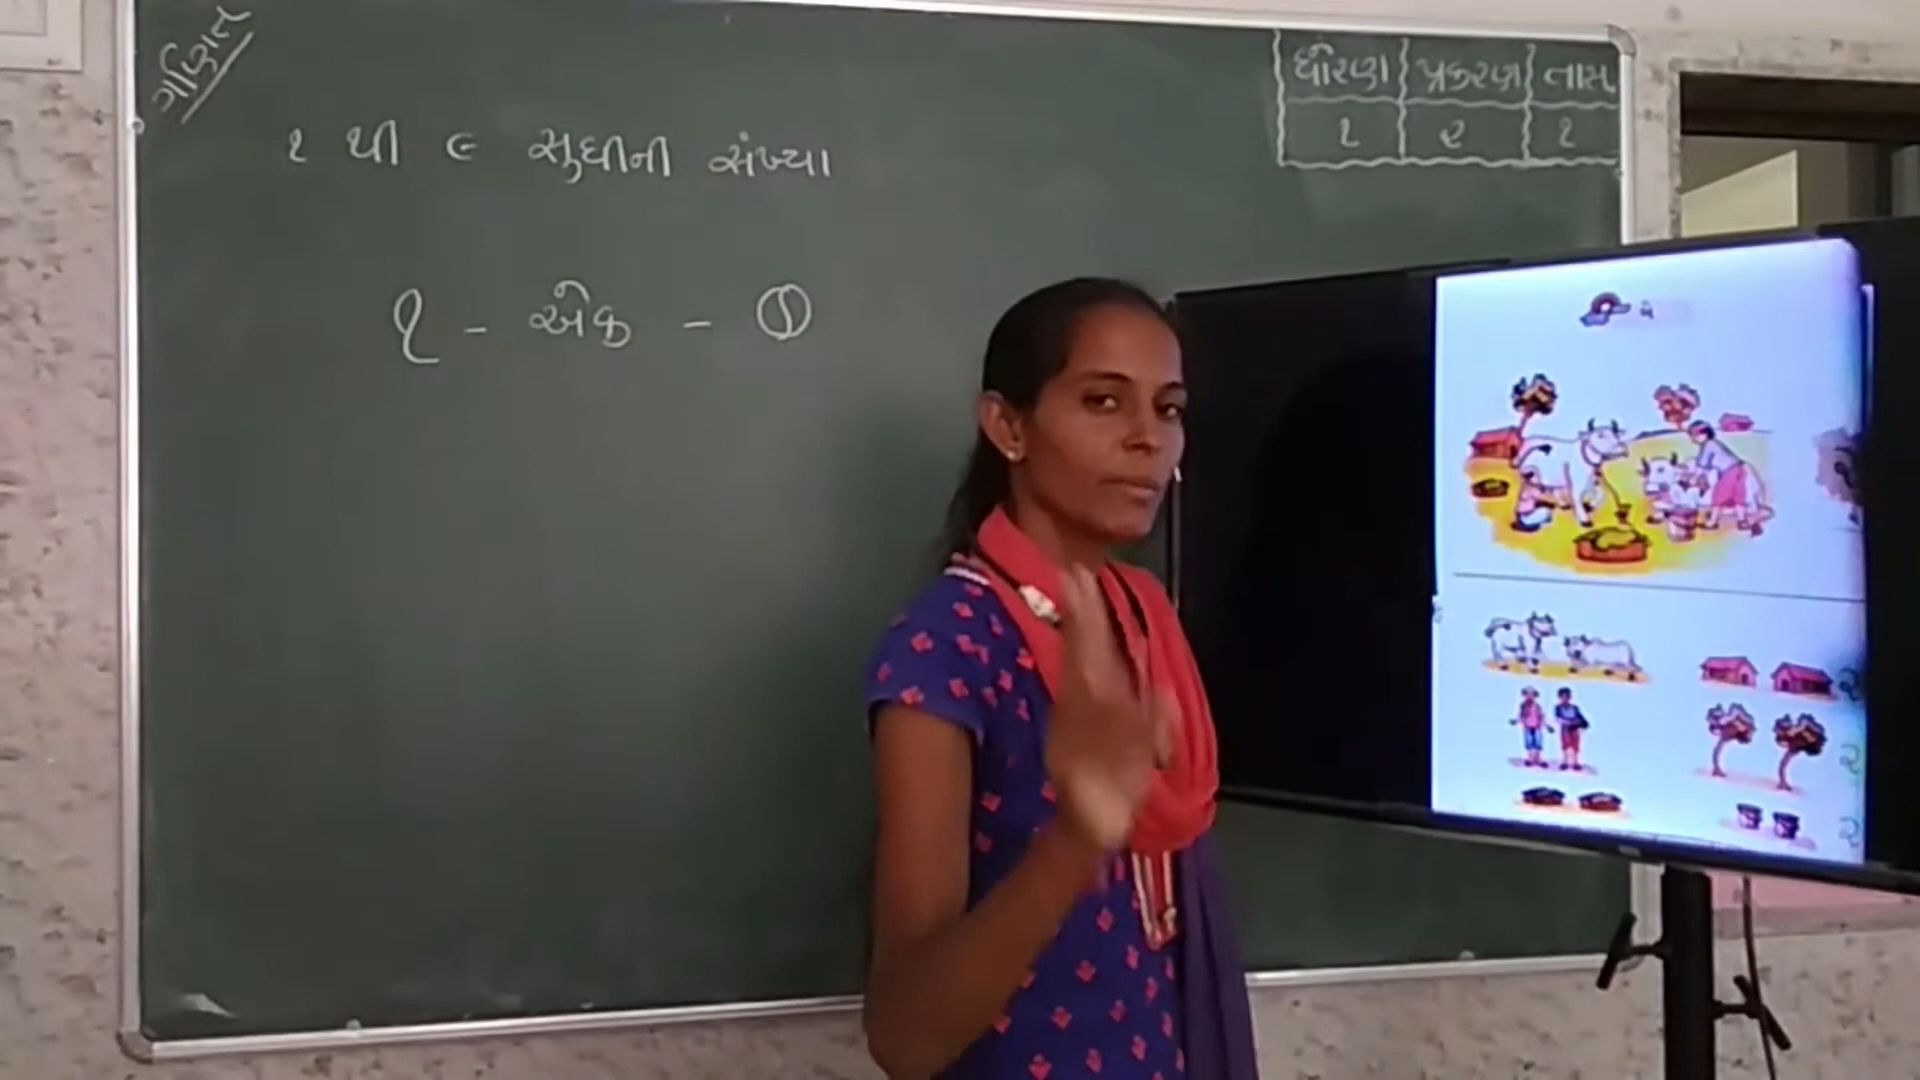 ગણિત
ધોરણ પ્રકરણ તાસ
૧ ૨ ૧
૧ થી ૯ સુધીની સંખ્યા
૧ - એક - ①
બે